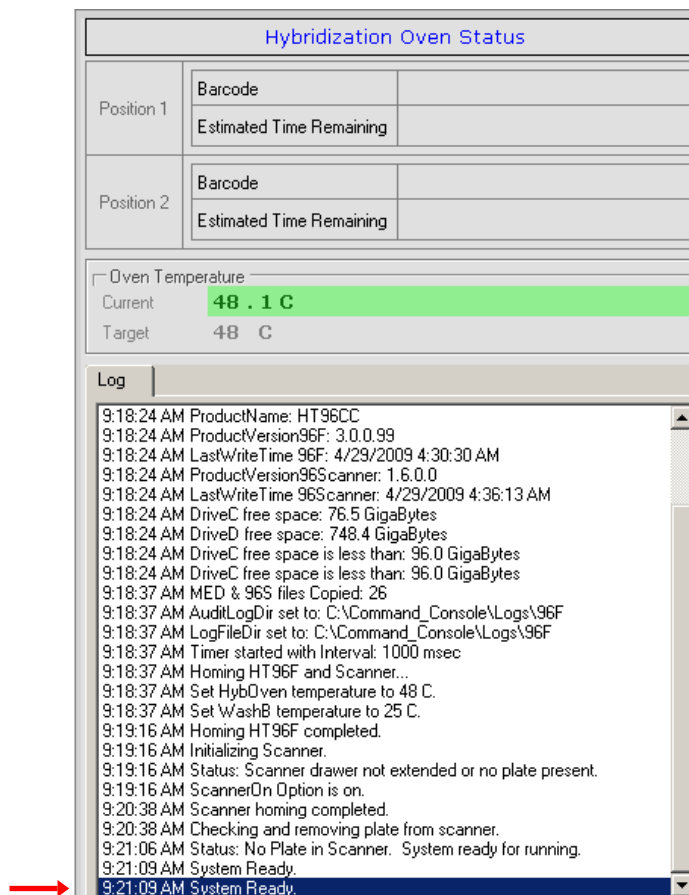 Hybridization Oven Status
Position 1
Barcode
Estimated Time Remaining
Position 2
Barcode
Estimated Time Remaining
Oven Temperature
Current 48 . 1 C
Target 48 C
Log
9:18:24 AM ProductName: HT96CC
9:18:24 AM ProductVersion96F: 3.0.0.99
9:18:24 AM LastWriteTime 96F: 4/29/2009 4:30:30 AM
9:18:24 AM ProductVersion96Scanner: 1.6.0.0
9:18:24 AM LastWriteTime 96Scanner: 4/29/2009 4:36:13 AM
9:18:24 AM DriveC free space: 76.5 GigaBytes
9:18:24 AM DriveD free space: 748.4 GigaBytes
9:18:24 AM DriveC free space is less than: 96.0 GigaBytes
9:18:24 AM DriveC free space is less than: 96.0 GigaBytes
9:18:37 AM MED & 96S files Copied: 26
9:18:37 AM AuditLogDir set to: C:\Command_Console\Logs\96F
9:18:37 AM LogFileDir set to: C:\Command_Console\Logs\96F
9:18:37 AM Timer started with Interval: 1000 msec
9:18:37 AM Homing HT96F and Scanner...
9:18:37 AM Set HybOven temperature to 48 C.
9:18:37 AM Set WashB temperature to 25 C.
9:19:16 AM Homing HT96F completed.
9:19:16 AM Initializing Scanner.
9:19:16 AM Status: Scanner drawer not extended or no plate present.
9:19:16 AM ScannerOn Option is on.
9:20:38 AM Scanner homing completed.
9:20:38 AM Checking and removing plate from scanner.
9:21:06 AM Status: No Plate in Scanner.  System ready for running.
9:21:09 AM System Ready.
9:21:09 AM System Ready.